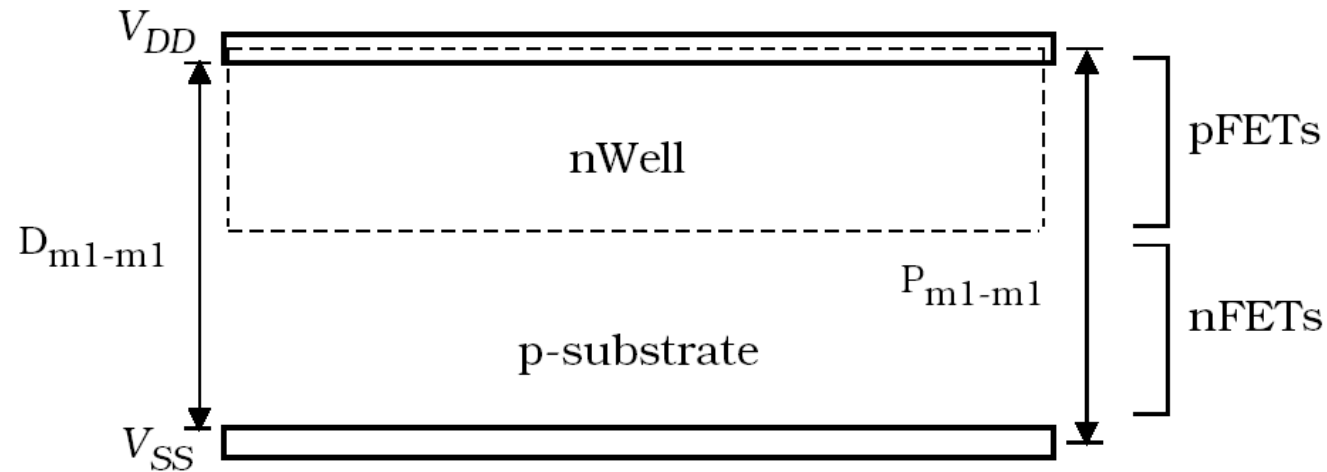 V_DD
pFETs
nWell
D_m1-m1
P_m1-m1
nFETs
p-substrate
V_SS